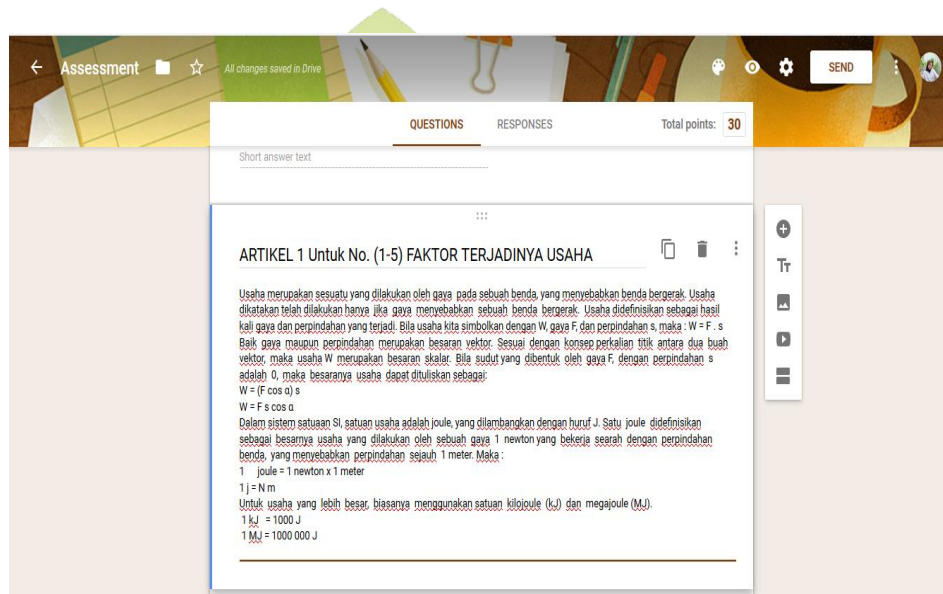 Assessment
All changes saved in Drive
SEND
QUESTIONS RESPONSES Total points: 30
Short answer text
ARTIKEL 1 Untuk No. (1-5) FAKTOR TERJADINYA USAHA
Usaha merupakan sesuatu yang dilakukan oleh gaya pada sebuah benda, yang menyebabkan benda bergerak. Usaha
dikatakan telah dilakukan hanya jika gaya menyebabkan sebuah benda bergerak. Usaha didefinisikan sebagai hasil
kali gaya dan perpindahan yang terjadi. Bila usaha kita simbolkan dengan W, gaya F, dan perpindahan s, maka : W = F . s
Baik gaya maupun perpindahan merupakan besaran vektor. Sesuai dengan konsep perkalian titik antara dua buah
vektor, maka usaha W merupakan besaran skalar. Bila sudut yang dibentuk oleh gaya F, dengan perpindahan s
adalah 0, maka besaranya usaha dapat dituliskan sebagai:
W = (F cos α) s
W = F s cos α
Dalam sistem satuaan SI, satuan usaha adalah joule, yang dilambangkan dengan huruf J. Satu joule didefinisikan
sebagai besarnya usaha yang dilakukan oleh sebuah gaya 1 newton yang bekerja searah dengan perpindahan
benda, yang menyebabkan perpindahan sejauh 1 meter. Maka :
1 joule = 1 newton x 1 meter
1 j = N m
Untuk usaha yang lebih besar, biasanya menggunakan satuan kilojoule (kJ) dan megajoule (MJ).
1 kJ = 1000 J
1 MJ = 1000 000 J